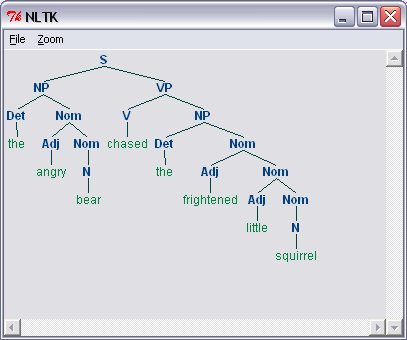 NLTK
File Zoom
S
NP VP
Det Nom V NP
the Adj Nom chased Det Nom
angry N the Adj Nom
bear frightened Adj Nom
little N
squirrel